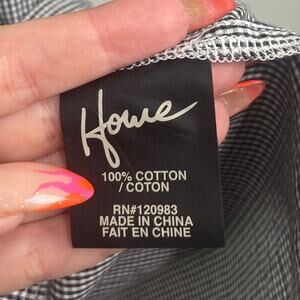 Howe
100% COTTON
/ COTON
RN#120983
MADE IN CHINA
FAIT EN CHINE